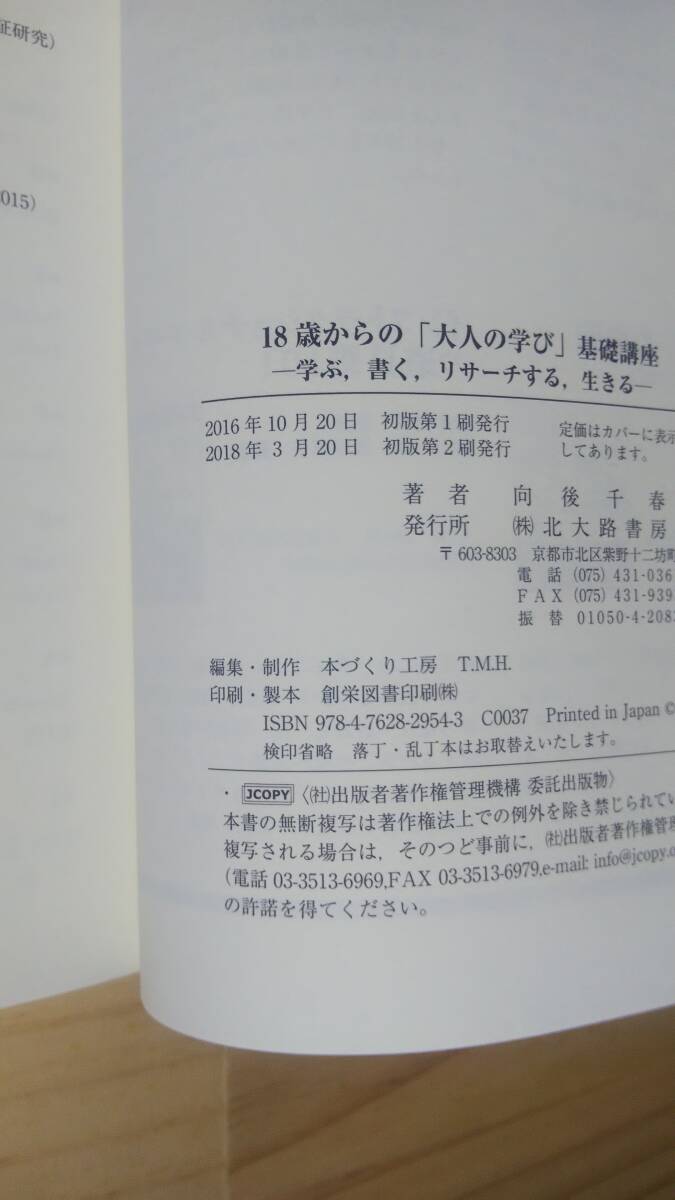 証研究)
2015)
18歳からの「大人の学び」基礎講座
―学ぶ，書く，リサーチする，生きる―
2016年10月20日 初版第1刷発行
2018年 3月20日 初版第2刷発行
定価はカバーに表示
してあります。
著者 向後千春
発行所 ㈱北大路書房
〒603-8303 京都市北区紫野十二坊町
電話 (075) 431-036
FAX (075) 431-939
振替 01050-4-2083
編集・制作 本づくり工房 T.M.H.
印刷・製本 創栄図書印刷㈱
ISBN 978-4-7628-2954-3 C0037 Printed in Japan ©
検印省略 落丁・乱丁本はお取替えいたします。
・JCOPY〈㈳出版者著作権管理機構 委託出版物〉
本書の無断複写は著作権法上での例外を除き禁じられてい
複写される場合は，そのつど事前に，㈳出版者著作権管理
(電話 03-3513-6969,FAX 03-3513-6979,e-mail: info@jcopy.o
の許諾を得てください。